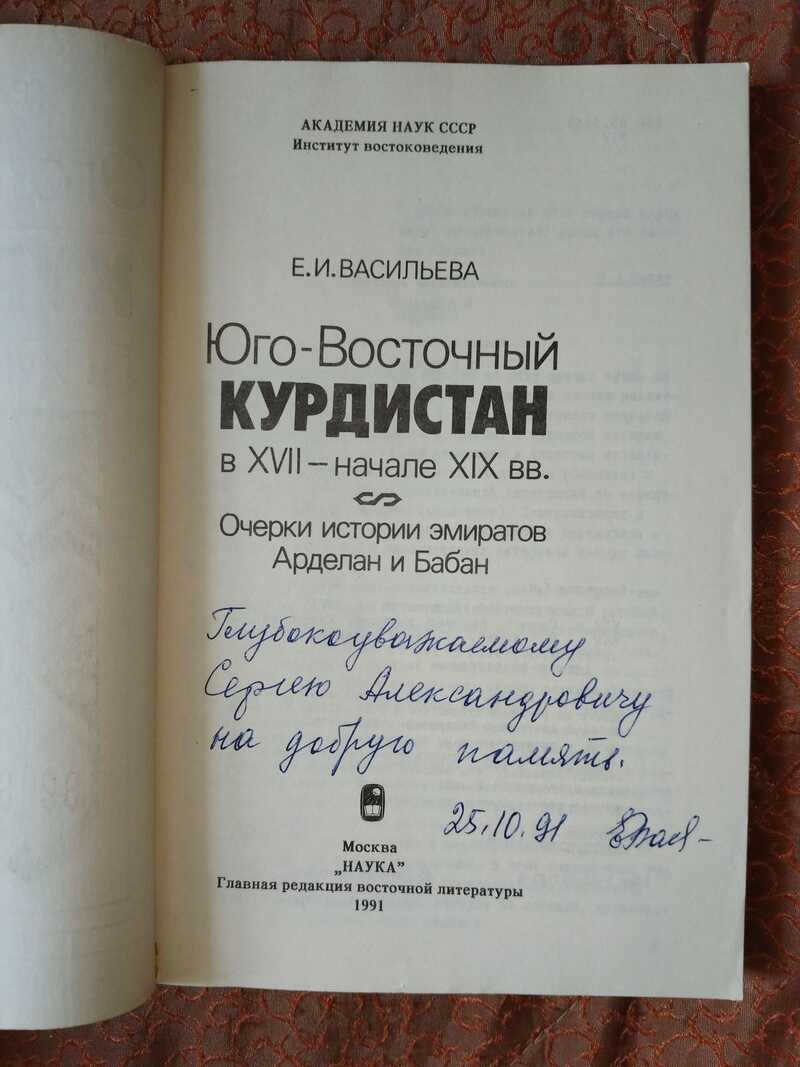 АКАДЕМИЯ НАУК СССР
Институт востоковедения
Е.И.ВАСИЛЬЕВА
Юго-Восточный
КУРДИСТАН
в XVII – начале XIX вв.
Очерки истории эмиратов
Арделан и Бабан
Глубокоуважаемому
Сергею Александровичу
на добрую память.
25.10.91
Москва
„НАУКА”
Главная редакция восточной литературы
1991